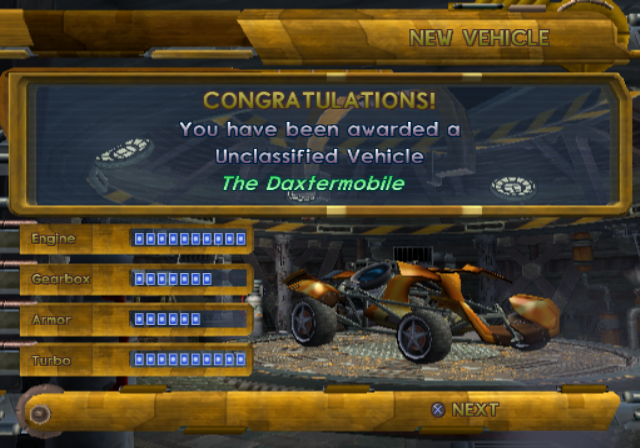 NEW VEHICLE
CONGRATULATIONS!
You have been awarded a
Unclassified Vehicle
The Daxtermobile
Engine
Gearbox
Armor
Turbo
NEXT